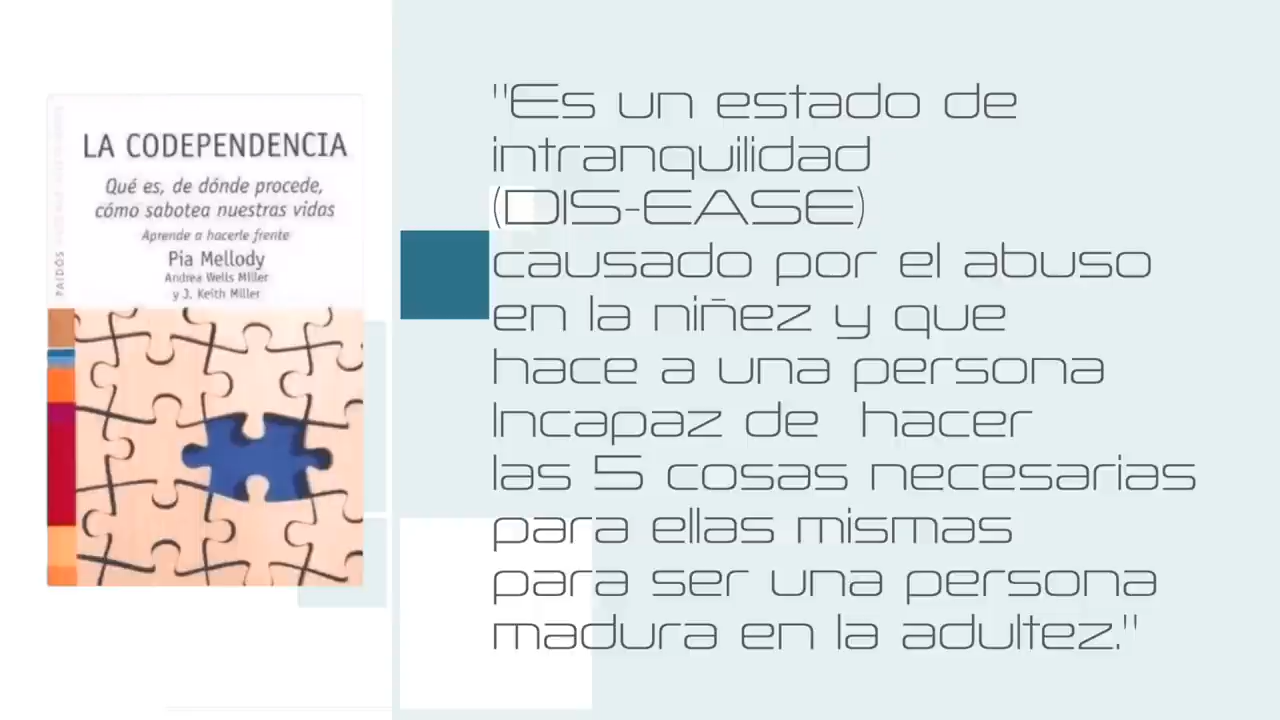 LA CODEPENDENCIA
Qué es, de dónde procede,
cómo sabotea nuestras vidas
Aprende a hacerle frente
Pia Mellody
Andrea Wells Miller
y J. Keith Miller
PAIDÓS
"Es un estado de
intranquilidad
(DIS-EASE)
causado por el abuso
en la niñez y que
hace a una persona
Incapaz de hacer
las 5 cosas necesarias
para ellas mismas
para ser una persona
madura en la adultez."